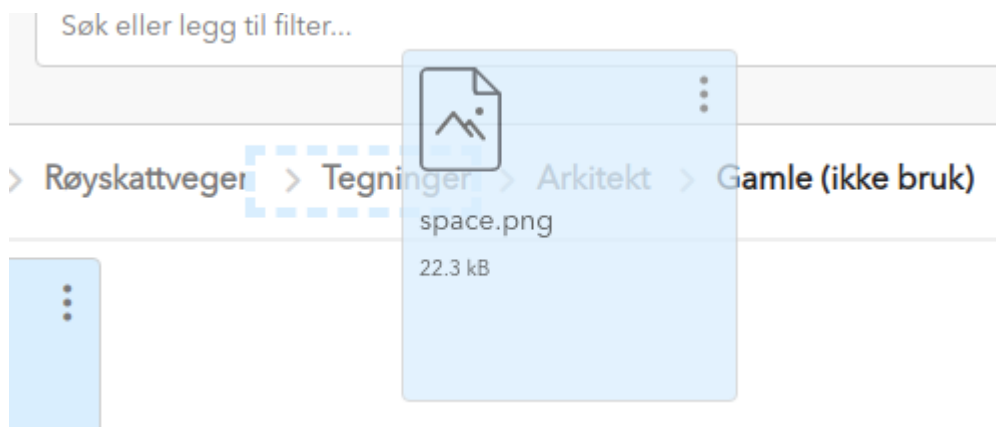 Søk eller legg til filter...
> Røyskattvegen > Tegninger > Arkitekt > Gamle (ikke bruk)
space.png
22.3 kB